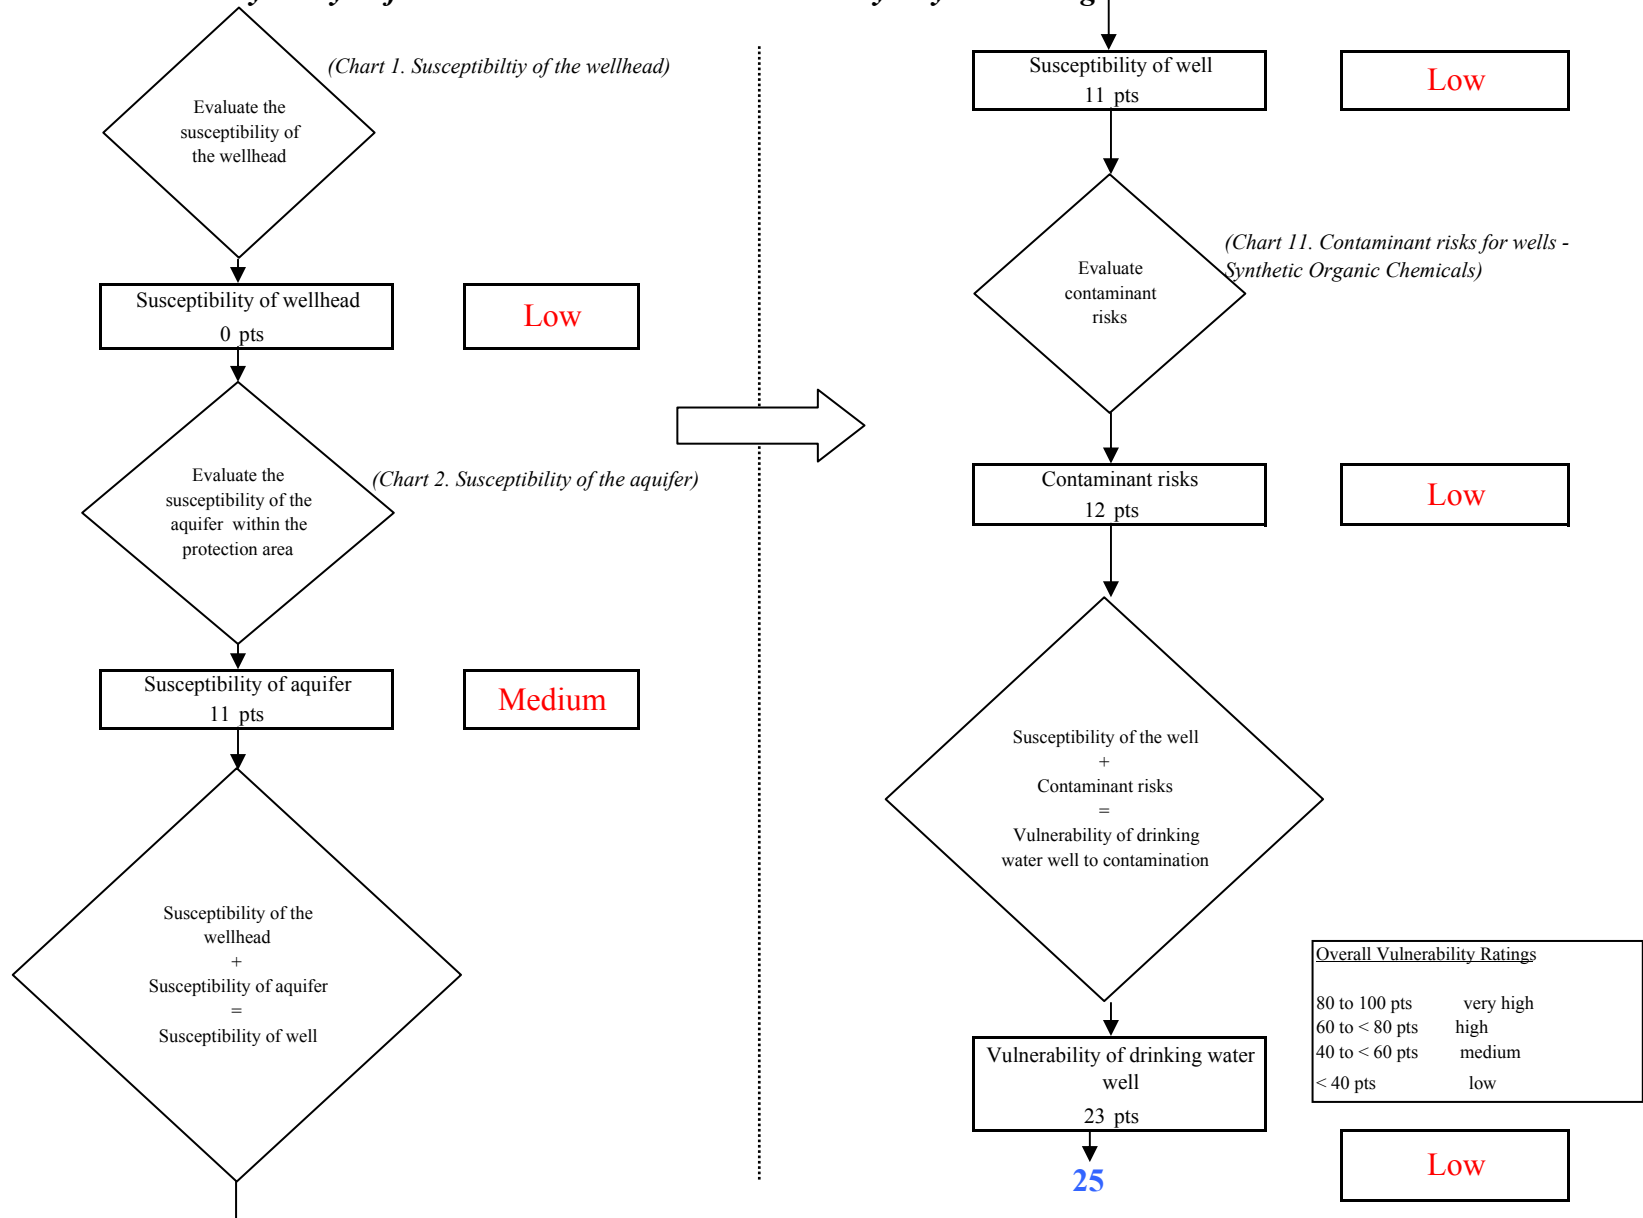 (Chart 1. Susceptibiltiy of the wellhead)
Evaluate the
susceptibility of
the wellhead
Susceptibility of wellhead
0 pts
Low
Evaluate the
susceptibility of the
aquifer within the
protection area
(Chart 2. Susceptibility of the aquifer)
Susceptibility of aquifer
11 pts
Medium
Susceptibility of the
wellhead
+
Susceptibility of aquifer
=
Susceptibility of well
Susceptibility of well
11 pts
Low
(Chart 11. Contaminant risks for wells -
Synthetic Organic Chemicals)
Evaluate
contaminant
risks
Contaminant risks
12 pts
Low
Susceptibility of the well
+
Contaminant risks
=
Vulnerability of drinking
water well to contamination
Overall Vulnerability Ratings
80 to 100 pts very high
60 to < 80 pts high
40 to < 60 pts medium
< 40 pts low
Vulnerability of drinking water
well
23 pts
25
Low